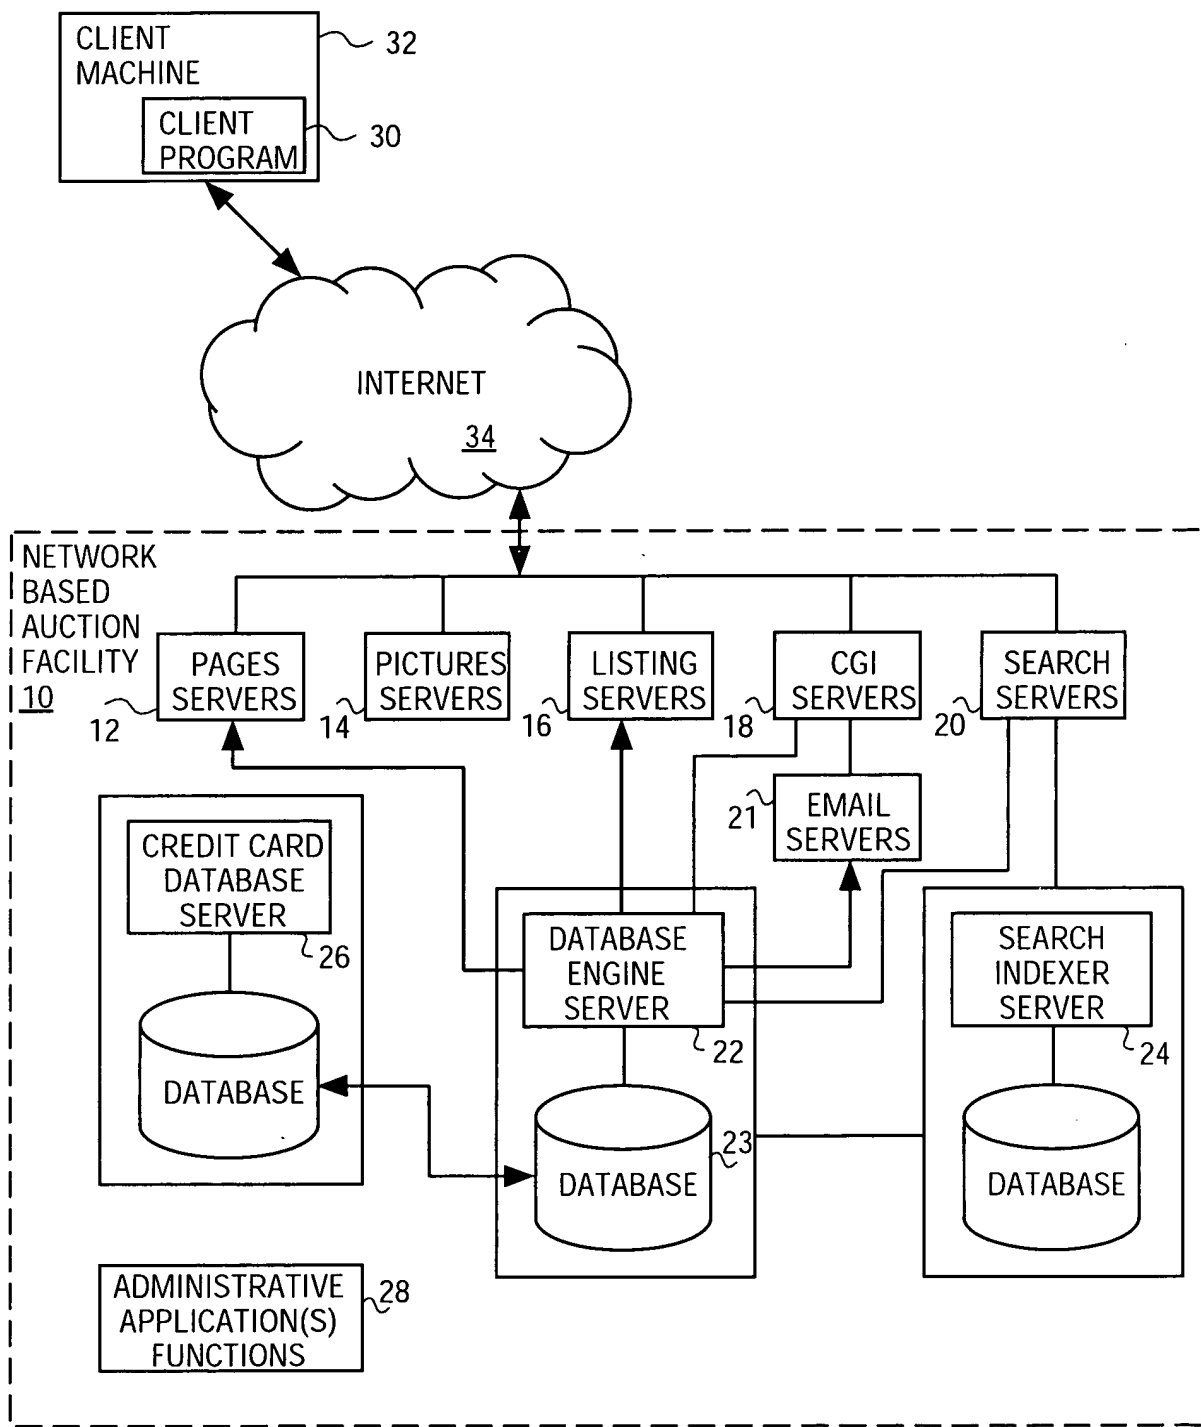 CLIENT
MACHINE
32
CLIENT
PROGRAM
30
INTERNET
34
NETWORK
BASED
AUCTION
FACILITY
10
PAGES
SERVERS
12
PICTURES
SERVERS
14
LISTING
SERVERS
16
CGI
SERVERS
18
SEARCH
SERVERS
20
EMAIL
SERVERS
21
CREDIT CARD
DATABASE
SERVER
26
DATABASE
DATABASE
ENGINE
SERVER
22
DATABASE
23
SEARCH
INDEXER
SERVER
24
DATABASE
ADMINISTRATIVE
APPLICATION(S)
FUNCTIONS
28